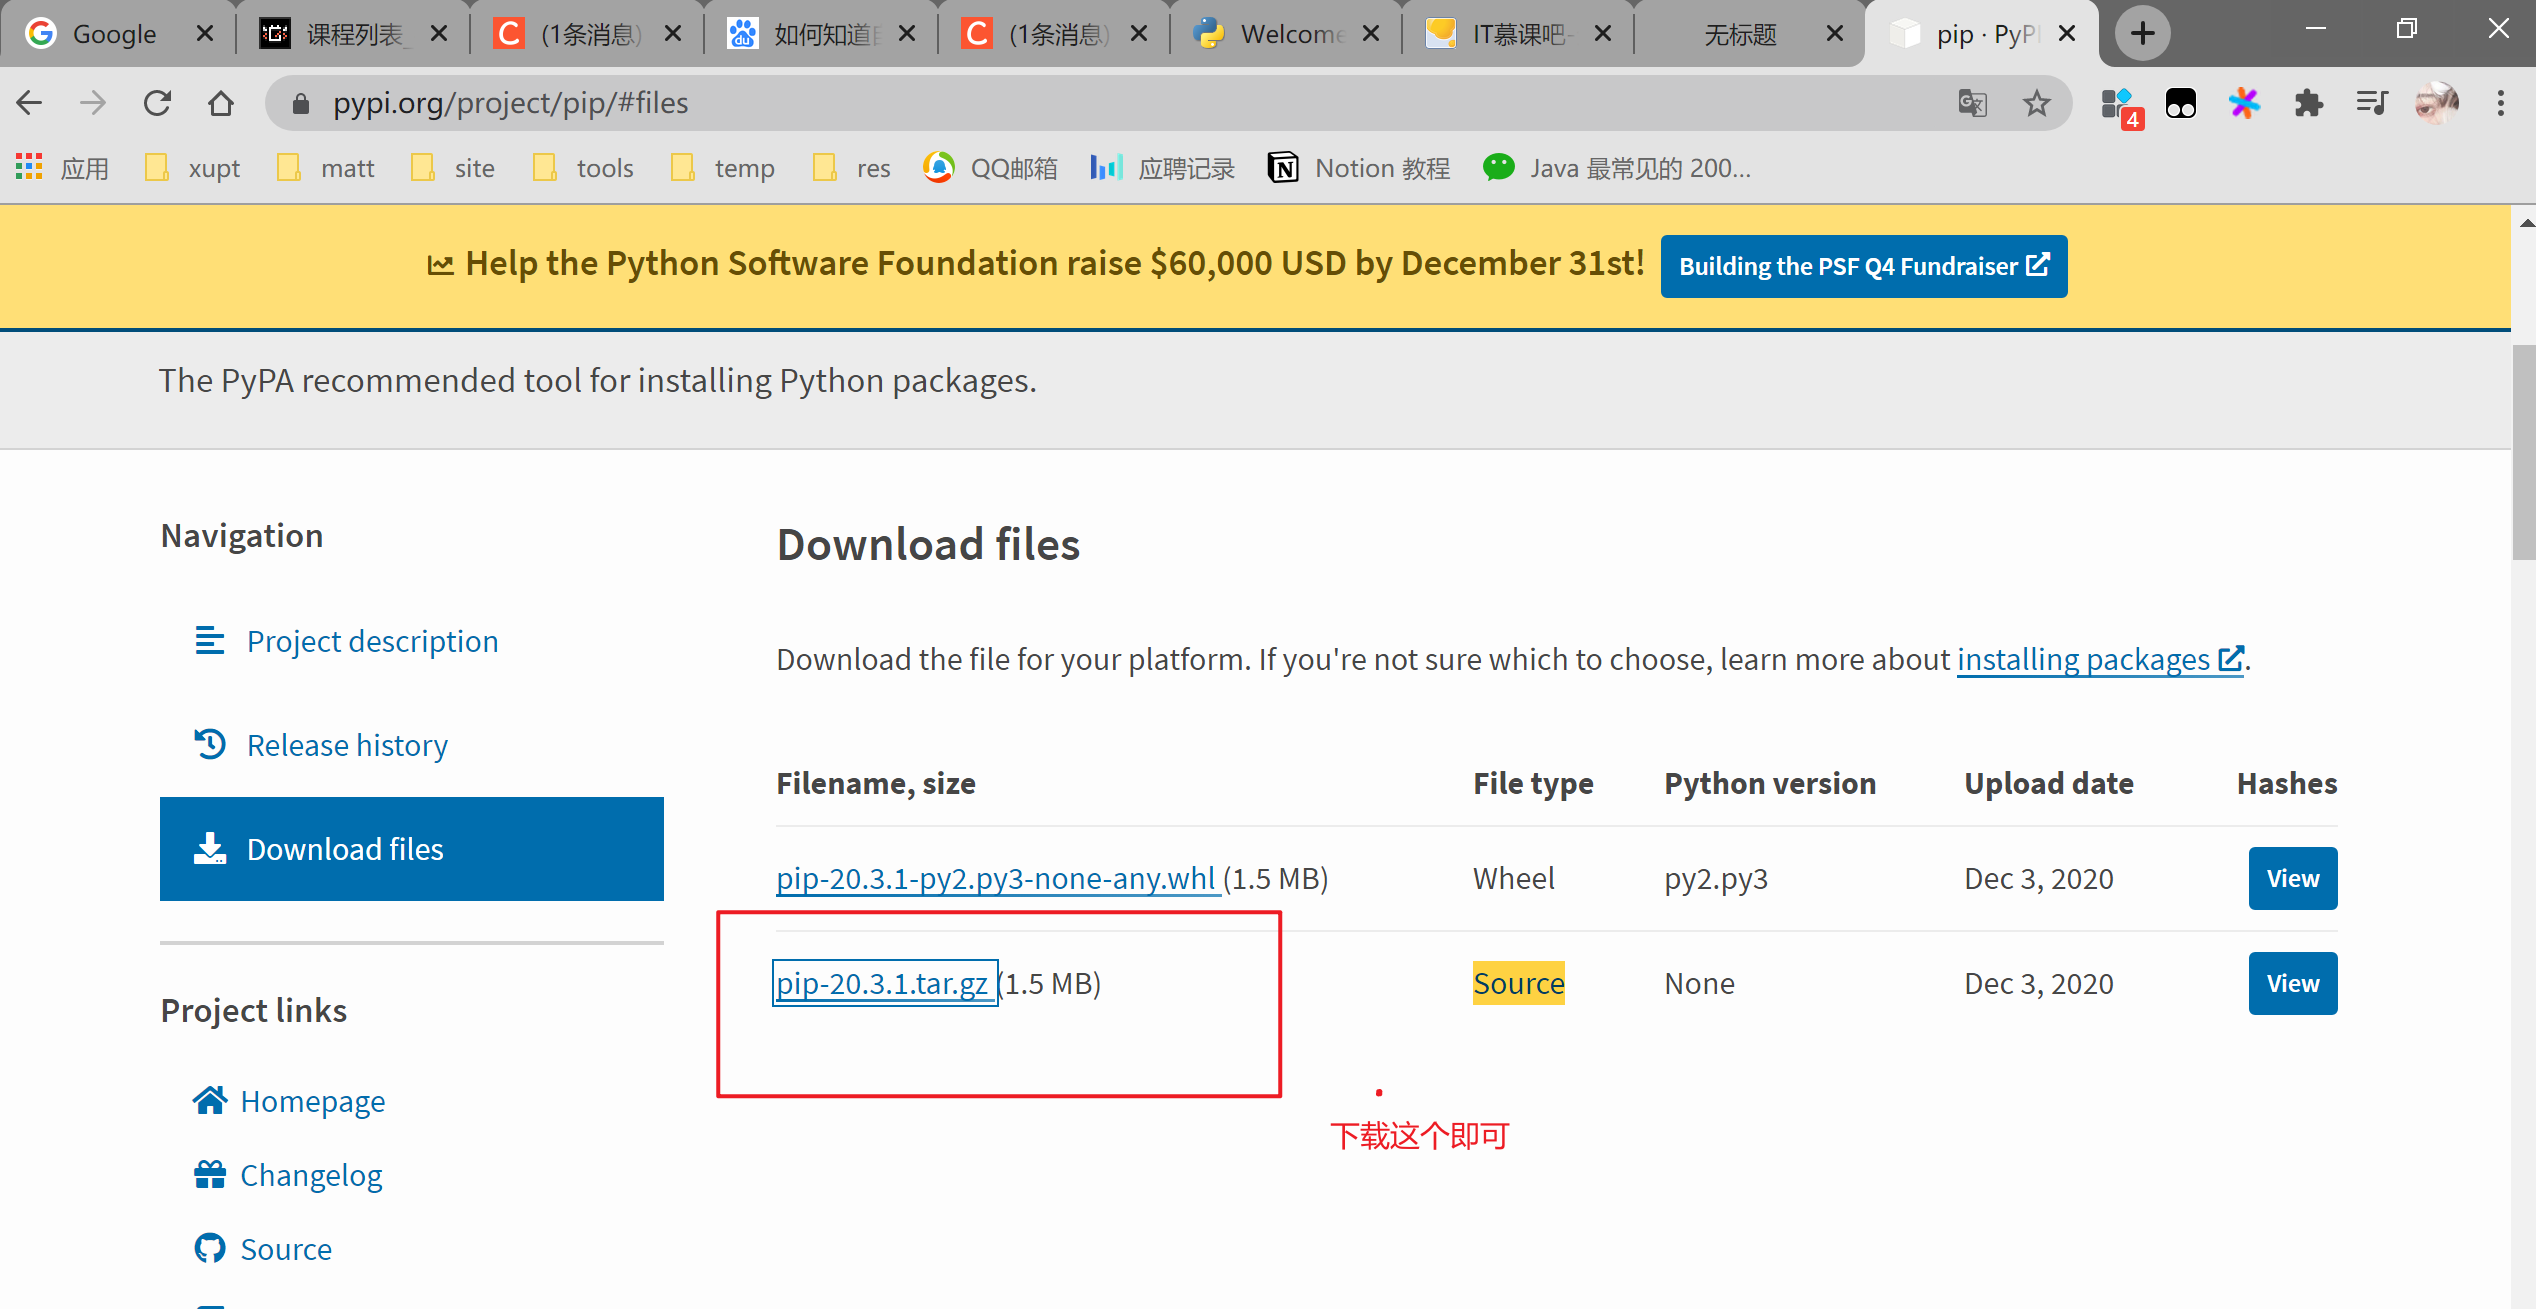 Google
课程列表_
(1条消息)
如何知道
(1条消息)
Welcome
IT慕课吧-
无标题
pip · PyPI
pypi.org/project/pip/#files
4
应用
xupt
matt
site
tools
temp
res
QQ邮箱
应聘记录
Notion 教程
Java 最常见的 200...
Help the Python Software Foundation raise $60,000 USD by December 31st!
Building the PSF Q4 Fundraiser
The PyPA recommended tool for installing Python packages.
Navigation
Project description
Release history
Download files
Project links
Homepage
Changelog
Source
Download files
Download the file for your platform. If you're not sure which to choose, learn more about installing packages.
Filename, size File type Python version Upload date Hashes
pip-20.3.1-py2.py3-none-any.whl (1.5 MB) Wheel py2.py3 Dec 3, 2020 View
pip-20.3.1.tar.gz (1.5 MB) Source None Dec 3, 2020 View
下载这个即可